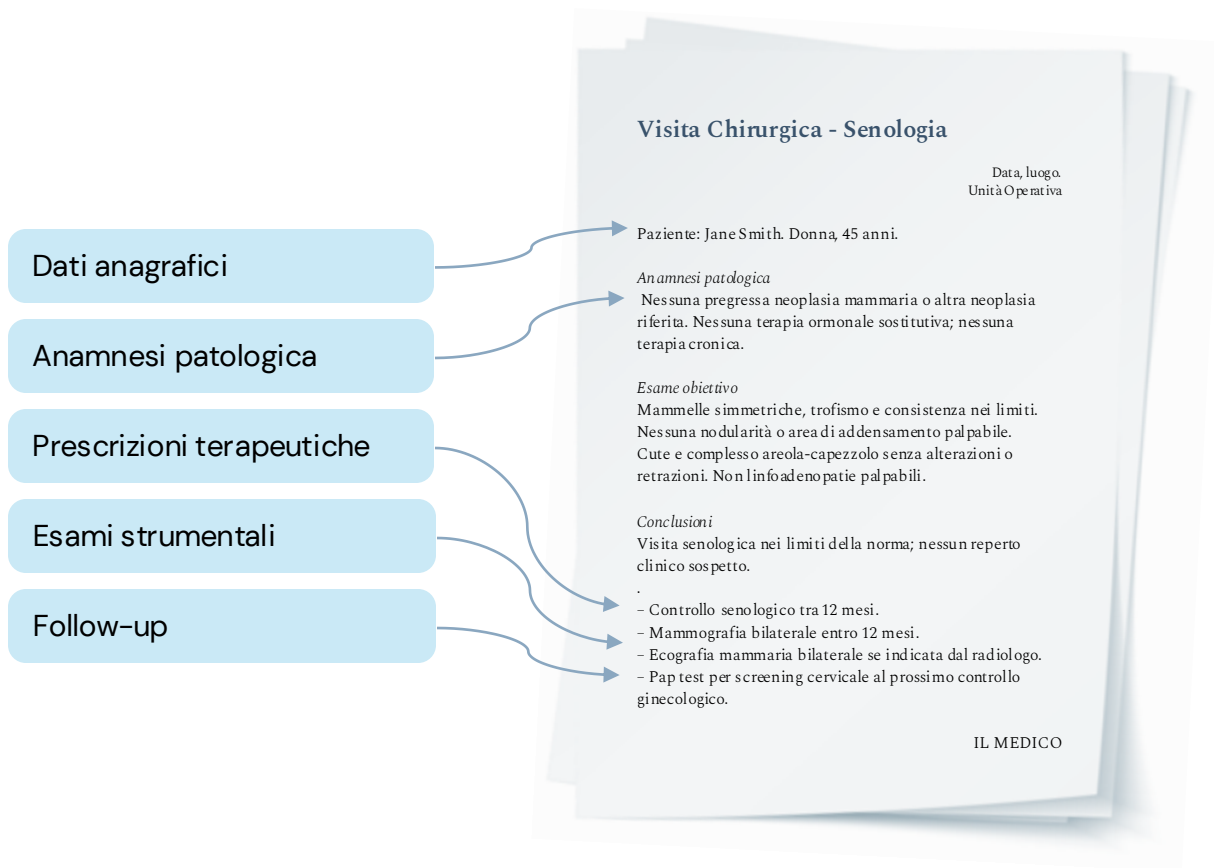 Dati anagrafici
Anamnesi patologica
Prescrizioni terapeutiche
Esami strumentali
Follow-up
Visita Chirurgica - Senologia
Data, luogo.
Unità Operativa
Paziente: Jane Smith. Donna, 45 anni.
Anamnesi patologica
Nessuna pregressa neoplasia mammaria o altra neoplasia
riferita. Nessuna terapia ormonale sostitutiva; nessuna
terapia cronica.
Esame obiettivo
Mammelle simmetriche, trofismo e consistenza nei limiti.
Nessuna nodularità o area di addensamento palpabile.
Cute e complesso areola-capezzolo senza alterazioni o
retrazioni. Non linfoadenopatie palpabili.
Conclusioni
Visita senologica nei limiti della norma; nessun reperto
clinico sospetto.
.
– Controllo senologico tra 12 mesi.
– Mammografia bilaterale entro 12 mesi.
– Ecografia mammaria bilaterale se indicata dal radiologo.
– Pap test per screening cervicale al prossimo controllo
ginecologico.
IL MEDICO